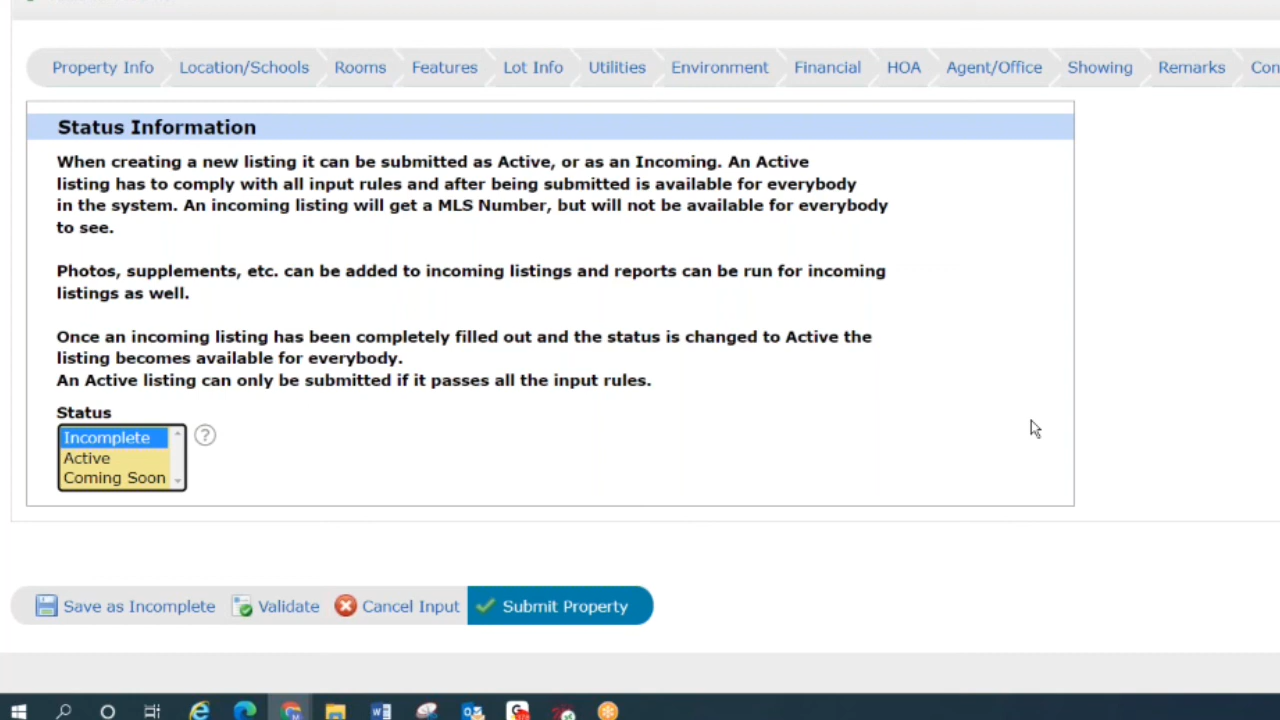 Property Info Location/Schools Rooms Features Lot Info Utilities Environment Financial HOA Agent/Office Showing Remarks
Status Information
When creating a new listing it can be submitted as Active, or as an Incoming. An Active
listing has to comply with all input rules and after being submitted is available for everybody
in the system. An incoming listing will get a MLS Number, but will not be available for everybody
to see.
Photos, supplements, etc. can be added to incoming listings and reports can be run for incoming
listings as well.
Once an incoming listing has been completely filled out and the status is changed to Active the
listing becomes available for everybody.
An Active listing can only be submitted if it passes all the input rules.
Status
Incomplete
Active
Coming Soon
Save as Incomplete Validate Cancel Input Submit Property